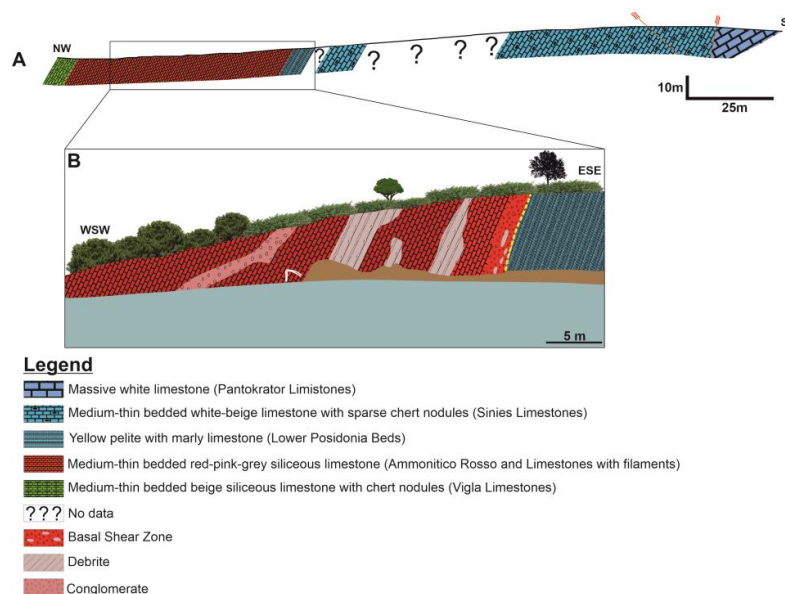 NW
S
A
?
?
?
?
?
10m
25m
B
ESE
WSW
5 m
Legend
Massive white limestone (Pantokrator Limistones)
Medium-thin bedded white-beige limestone with sparse chert nodules (Sinies Limestones)
Yellow pelite with marly limestone (Lower Posidonia Beds)
Medium-thin bedded red-pink-grey siliceous limestone (Ammonitico Rosso and Limestones with filaments)
Medium-thin bedded beige siliceous limestone with chert nodules (Vigla Limestones)
??? No data
Basal Shear Zone
Debrite
Conglomerate